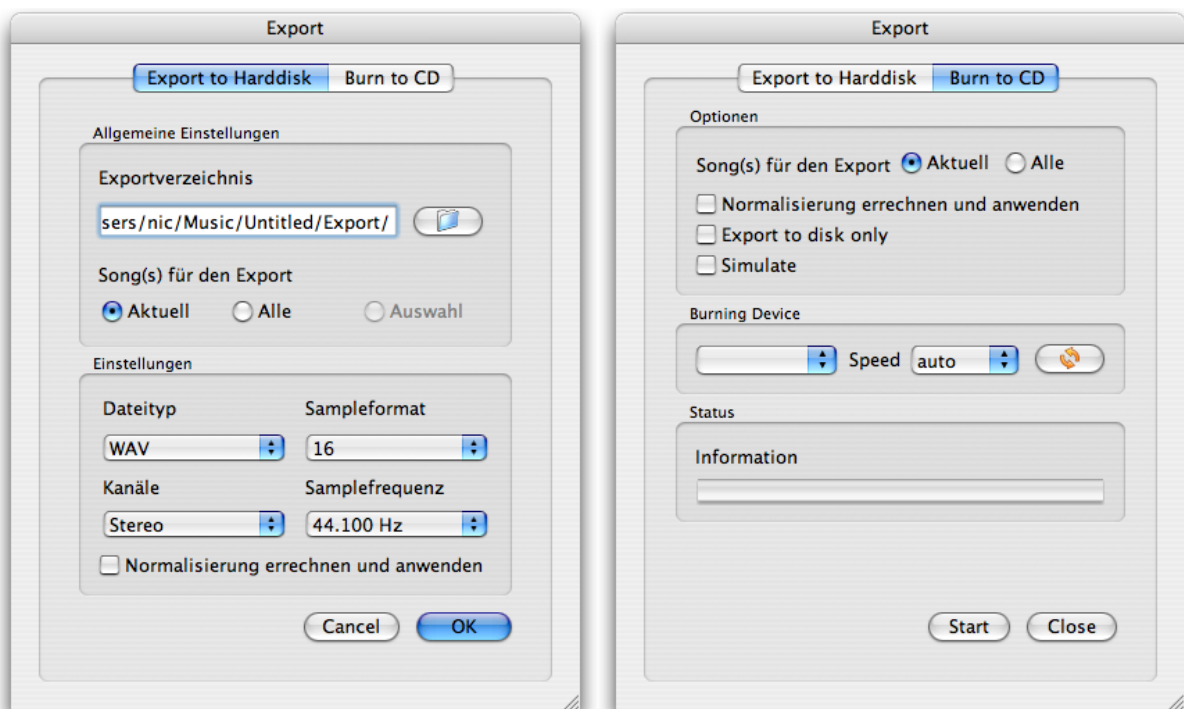 Export
Export to Harddisk Burn to CD
Allgemeine Einstellungen
Exportverzeichnis
sers/nic/Music/Untitled/Export/
Song(s) für den Export
Aktuell Alle Auswahl
Einstellungen
Dateityp Sampleformat
WAV 16
Kanäle Samplefrequenz
Stereo 44.100 Hz
Normalisierung errechnen und anwenden
Cancel OK
Export
Export to Harddisk Burn to CD
Optionen
Song(s) für den Export Aktuell Alle
Normalisierung errechnen und anwenden
Export to disk only
Simulate
Burning Device
Speed auto
Status
Information
Start Close